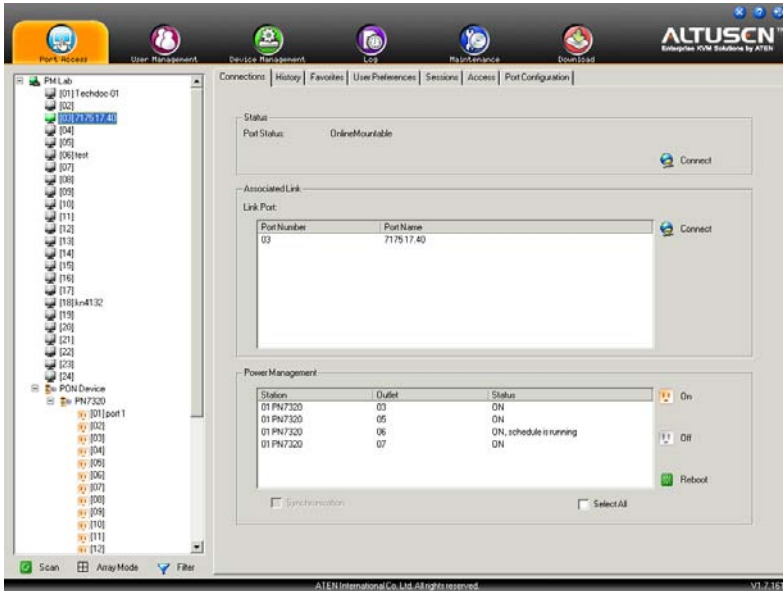 Port Access
User Management
Device Management
Log
Maintenance
Download
ALTUSEN™
Enterprise KVM Solutions by ATEN
PM Lab
[01]Techdoc-01
[02]
[03]7175 17.40
[04]
[05]
[06]test
[07]
[08]
[09]
[10]
[11]
[12]
[13]
[14]
[15]
[16]
[17]
[18]kn4132
[19]
[20]
[21]
[22]
[23]
[24]
PON Device
PN7320
[01]port 1
[02]
[03]
[04]
[05]
[06]
[07]
[08]
[09]
[10]
[11]
[12]
Scan
Array Mode
Filter
Connections
History
Favorites
User Preferences
Sessions
Access
Port Configuration
Status
Port Status: OnlineMountable
Connect
Associated Link
Link Port:
Port Number Port Name
03 7175 17.40
Connect
Power Management
Station Outlet Status
01 PN7320 03 ON
01 PN7320 05 ON
01 PN7320 06 ON, schedule is running
01 PN7320 07 ON
On
Off
Reboot
Synchronization
Select All
ATEN International Co. Ltd. All rights reserved.
V1.7.161